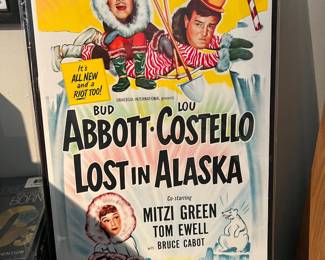 It's
ALL NEW
and a
RIOT TOO!
UNIVERSAL-INTERNATIONAL presents
BUD LOU
ABBOTT·COSTELLO
LOST IN ALASKA
Co-starring
MITZI GREEN
TOM EWELL
with BRUCE CABOT